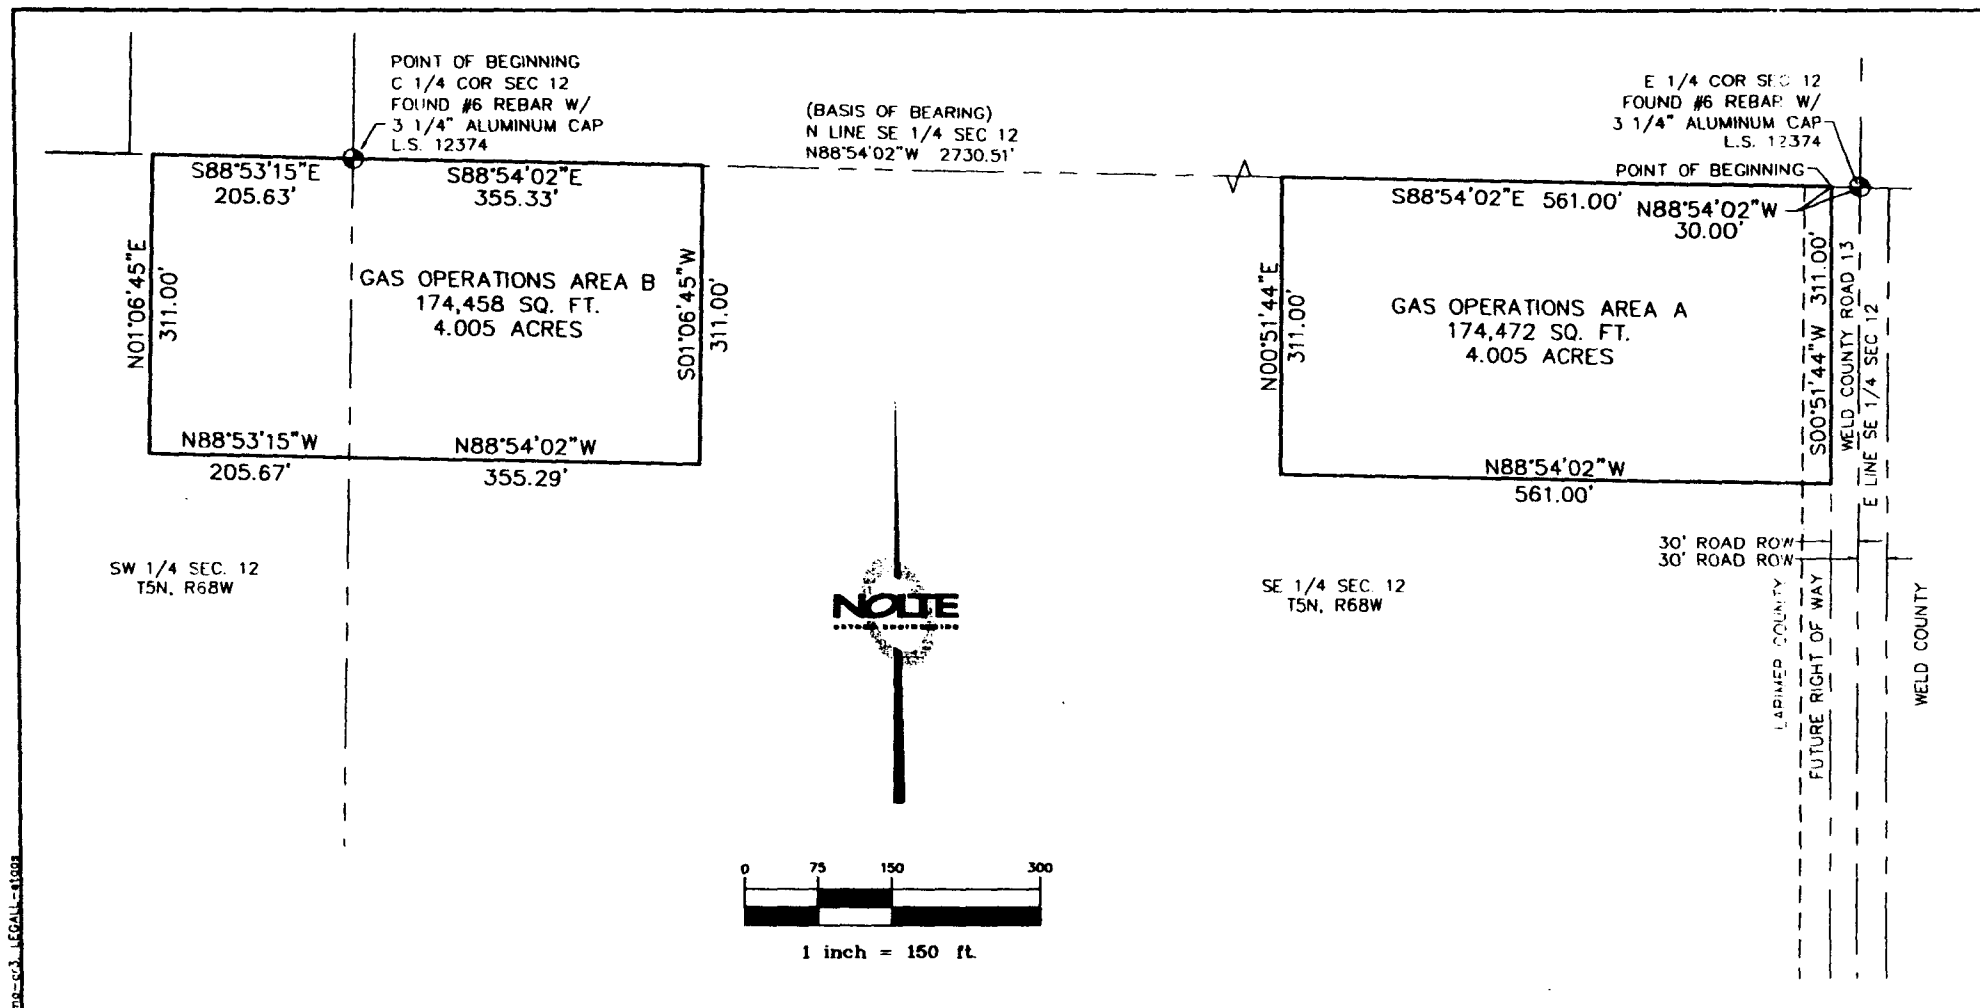 POINT OF BEGINNING
C 1/4 COR SEC 12
FOUND #6 REBAR W/
3 1/4" ALUMINUM CAP
L.S. 12374
(BASIS OF BEARING)
N LINE SE 1/4 SEC 12
N88°54'02"W 2730.51'
E 1/4 COR SEC 12
FOUND #6 REBAR W/
3 1/4" ALUMINUM CAP
L.S. 12374
POINT OF BEGINNING
S88°53'15"E
205.63'
S88°54'02"E
355.33'
S88°54'02"E 561.00'
N88°54'02"W
30.00'
N01°06'45"E
311.00'
GAS OPERATIONS AREA B
174,458 SQ. FT.
4.005 ACRES
S01°06'45"W
311.00'
N00°51'44"E
311.00'
GAS OPERATIONS AREA A
174,472 SQ. FT.
4.005 ACRES
S00°51'44"W 311.00'
WELD COUNTY ROAD 13
E LINE SE 1/4 SEC 12
N88°53'15"W
205.67'
N88°54'02"W
355.29'
N88°54'02"W
561.00'
30' ROAD ROW
30' ROAD ROW
SW 1/4 SEC. 12
T5N, R68W
SE 1/4 SEC. 12
T5N, R68W
NOLTE
BEYOND ENGINEERING
LARIMER COUNTY
FUTURE RIGHT OF WAY
WELD COUNTY
0 75 150 300
1 inch = 150 ft.